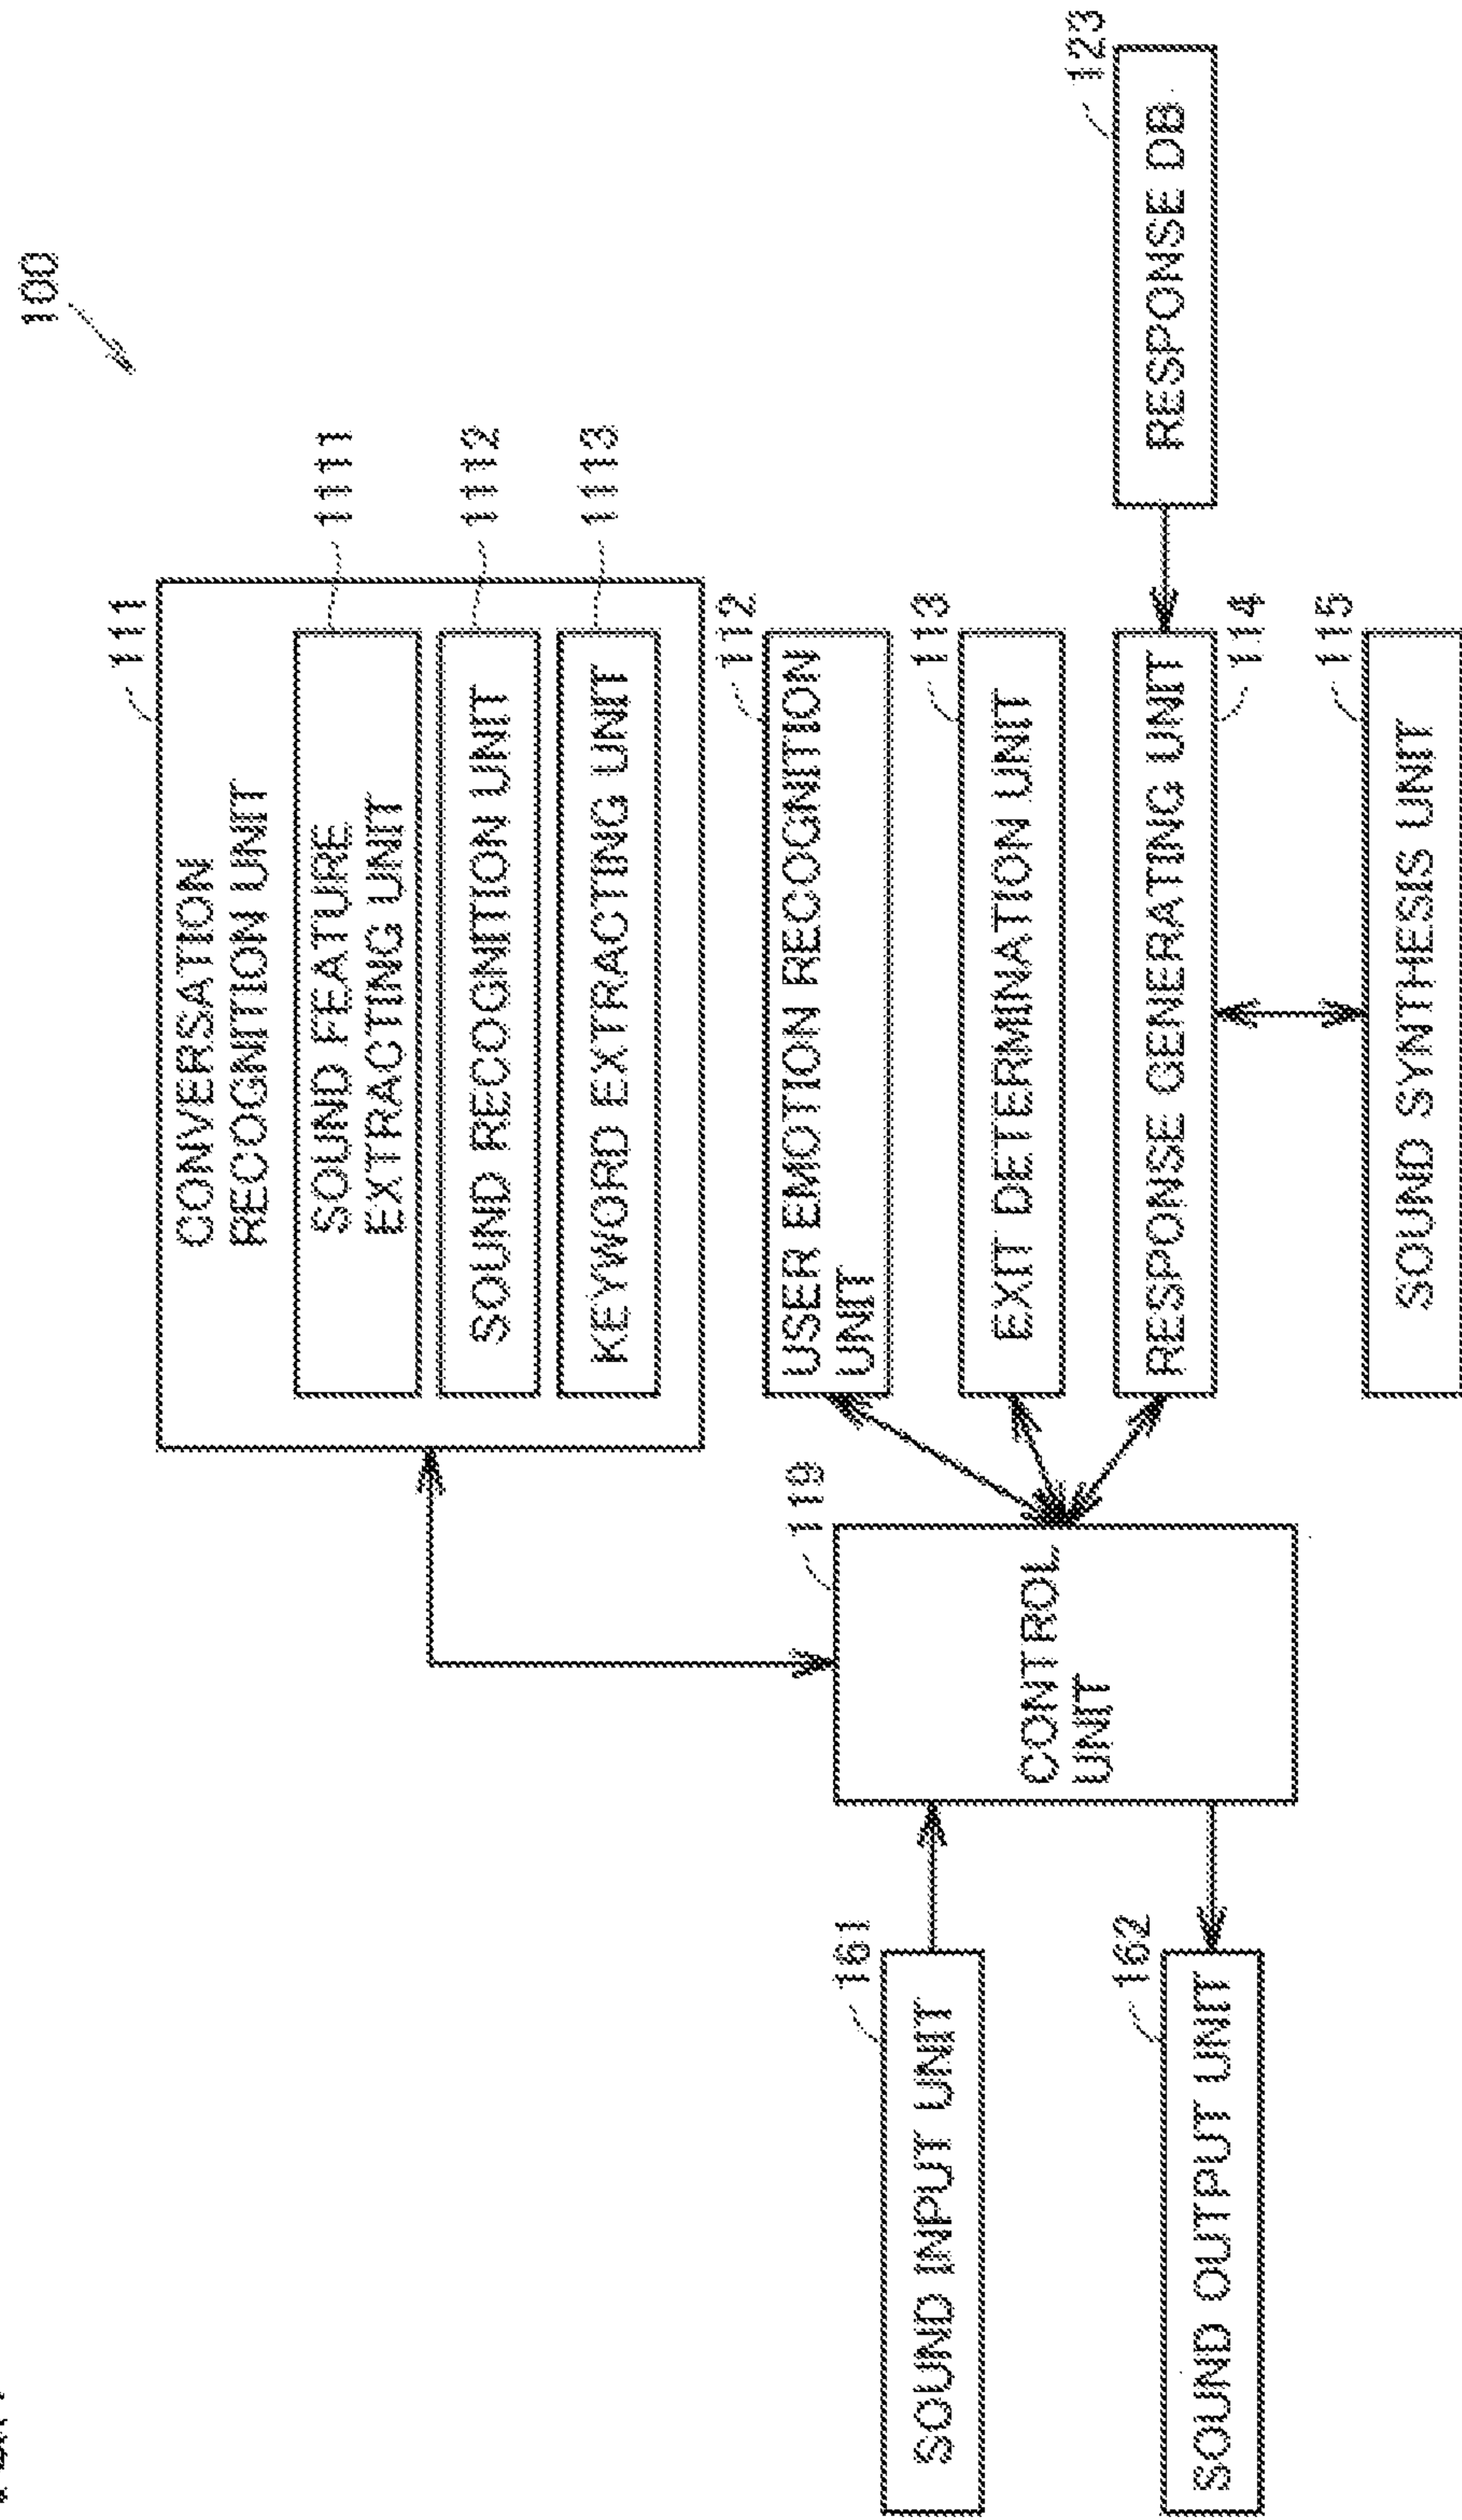 100
111
CONVERSATION
RECOGNITION UNIT
SOUND FEATURE
EXTRACTING UNIT
1111
SOUND RECOGNITION UNIT
1112
KEYWORD EXTRACTING UNIT
1113
112
USER EMOTION RECOGNITION
UNIT
119
CONTROL
UNIT
161
SOUND INPUT UNIT
113
EXIT DETERMINATION UNIT
123
RESPONSE DB
RESPONSE GENERATING UNIT
114
162
SOUND OUTPUT UNIT
115
SOUND SYNTHESIS UNIT